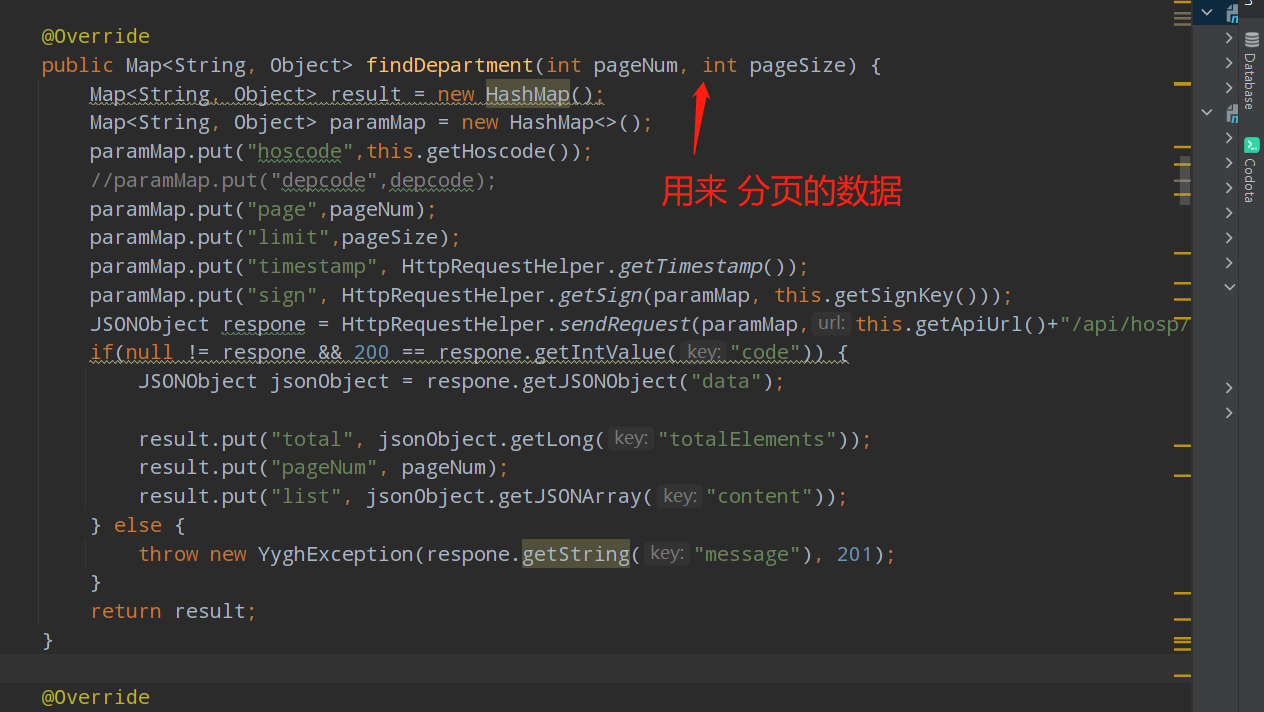 @Override
public Map<String, Object> findDepartment(int pageNum, int pageSize) {
Map<String, Object> result = new HashMap();
Map<String, Object> paramMap = new HashMap<>();
paramMap.put("hoscode",this.getHoscode());
//paramMap.put("depcode",depcode);
用来 分页的数据
paramMap.put("page",pageNum);
paramMap.put("limit",pageSize);
paramMap.put("timestamp", HttpRequestHelper.getTimestamp());
paramMap.put("sign", HttpRequestHelper.getSign(paramMap, this.getSignKey()));
JSONObject respone = HttpRequestHelper.sendRequest(paramMap, url: this.getApiUrl()+"/api/hosp/
if(null != respone && 200 == respone.getIntValue( key: "code")) {
JSONObject jsonObject = respone.getJSONObject("data");
result.put("total", jsonObject.getLong( key: "totalElements"));
result.put("pageNum", pageNum);
result.put("list", jsonObject.getJSONArray( key: "content"));
} else {
throw new YyghException(respone.getString( key: "message"), 201);
}
return result;
}
@Override
Database
Codota